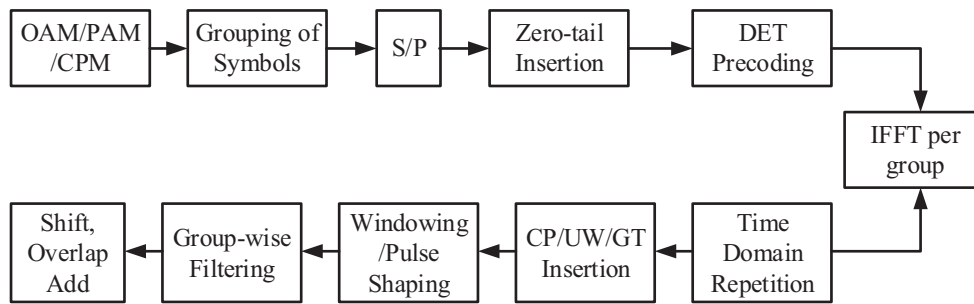 OAM/PAM
/CPM
Grouping of
Symbols
S/P
Zero-tail
Insertion
DET
Precoding
IFFT per
group
Shift,
Overlap
Add
Group-wise
Filtering
Windowing
/Pulse
Shaping
CP/UW/GT
Insertion
Time
Domain
Repetition